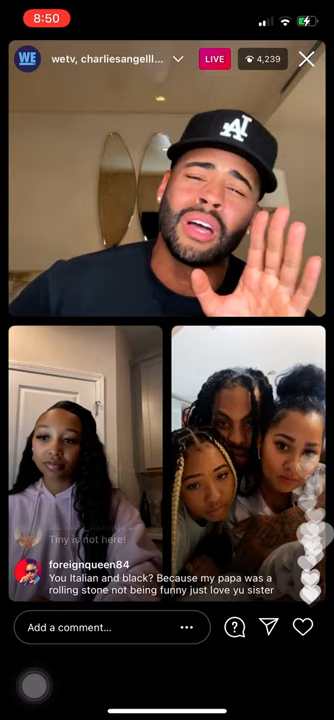 8:50
WE
wetv, charliesangelll...
LIVE
4,239
LA
Tiny is not here!
foreignqueen84
You Italian and black? Because my papa was a
rolling stone not being funny just love yu sister
Add a comment...